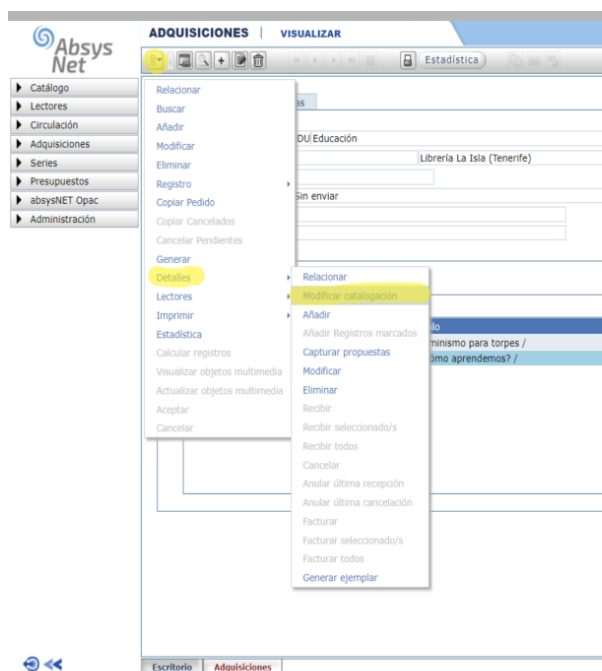 Absys
Net
ADQUISICIONES | VISUALIZAR
Estadística
Catálogo
Lectores
Circulación
Adquisiciones
Series
Presupuestos
absysNET Opac
Administración
Relacionar
Buscar
Añadir
Modificar
Eliminar
Registro
Copiar Pedido
Copiar Cancelados
Cancelar Pendientes
Generar
Detalles
Lectores
Imprimir
Estadística
Calcular registros
Visualizar objetos multimedia
Actualizar objetos multimedia
Aceptar
Cancelar
as
DU Educación
Librería La Isla (Tenerife)
Sin enviar
Relacionar
Modificar catalogación
Añadir
Añadir Registros marcados
Capturar propuestas
Modificar
Eliminar
Recibir
Recibir seleccionado/s
Recibir todos
Cancelar
Anular última recepción
Anular última cancelación
Facturar
Facturar seleccionado/s
Facturar todos
Generar ejemplar
lo
minismo para torpes /
ómo aprendemos? /
Escritorio Adquisiciones